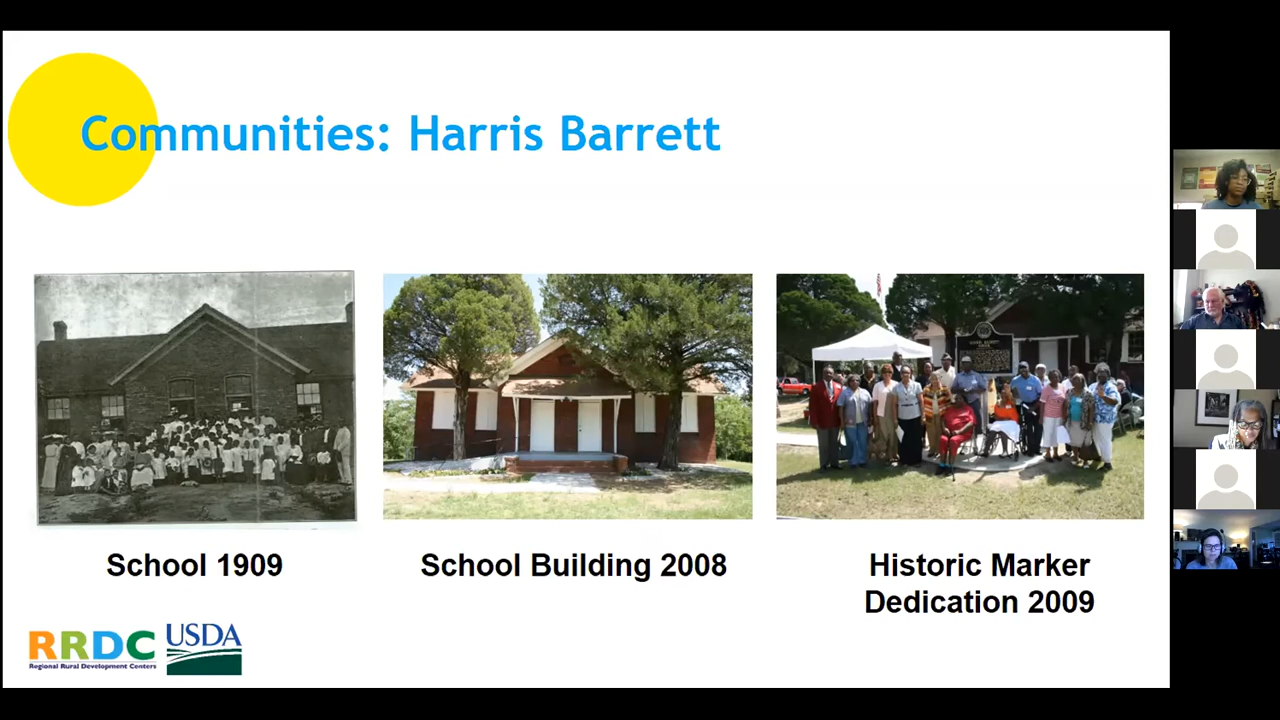 Communities: Harris Barrett
School 1909
School Building 2008
Historic Marker
Dedication 2009
RRDC
Regional Rural Development Centers
USDA